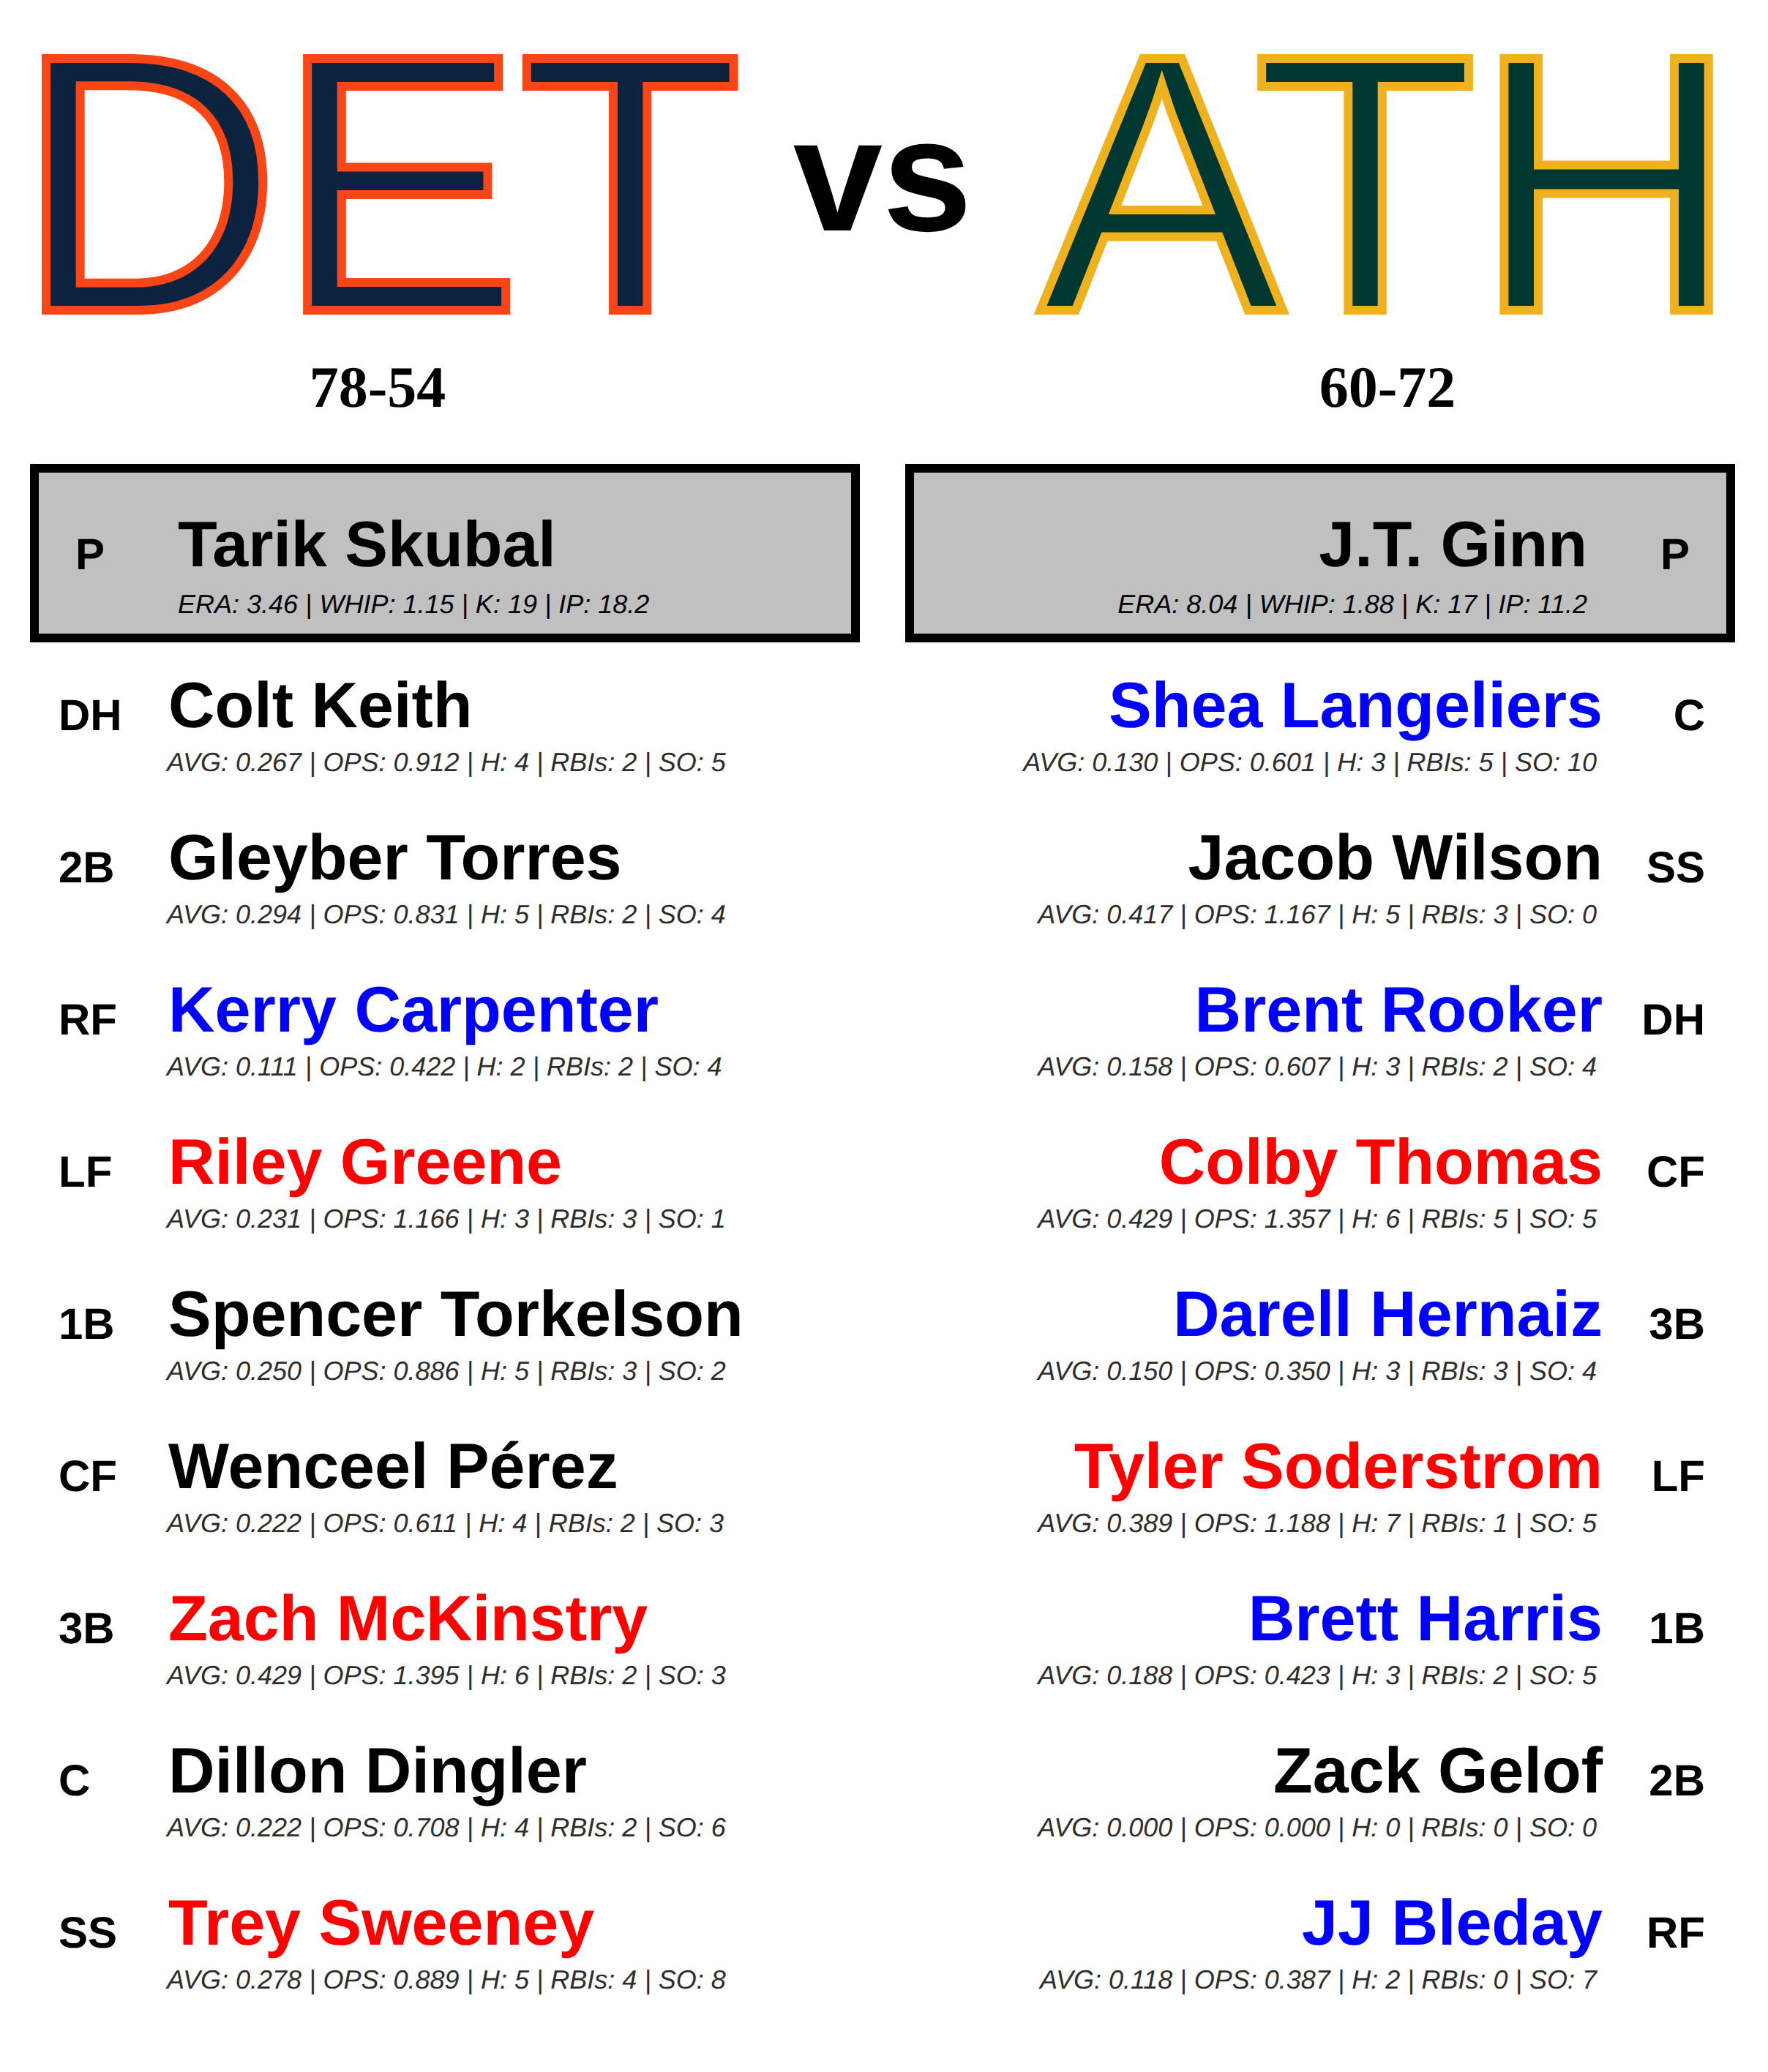 DET vs ATH
78-54 60-72
P Tarik Skubal
ERA: 3.46 | WHIP: 1.15 | K: 19 | IP: 18.2
J.T. Ginn P
ERA: 8.04 | WHIP: 1.88 | K: 17 | IP: 11.2
DH Colt Keith
AVG: 0.267 | OPS: 0.912 | H: 4 | RBIs: 2 | SO: 5
2B Gleyber Torres
AVG: 0.294 | OPS: 0.831 | H: 5 | RBIs: 2 | SO: 4
RF Kerry Carpenter
AVG: 0.111 | OPS: 0.422 | H: 2 | RBIs: 2 | SO: 4
LF Riley Greene
AVG: 0.231 | OPS: 1.166 | H: 3 | RBIs: 3 | SO: 1
1B Spencer Torkelson
AVG: 0.250 | OPS: 0.886 | H: 5 | RBIs: 3 | SO: 2
CF Wenceel Pérez
AVG: 0.222 | OPS: 0.611 | H: 4 | RBIs: 2 | SO: 3
3B Zach McKinstry
AVG: 0.429 | OPS: 1.395 | H: 6 | RBIs: 2 | SO: 3
C Dillon Dingler
AVG: 0.222 | OPS: 0.708 | H: 4 | RBIs: 2 | SO: 6
SS Trey Sweeney
AVG: 0.278 | OPS: 0.889 | H: 5 | RBIs: 4 | SO: 8
Shea Langeliers C
AVG: 0.130 | OPS: 0.601 | H: 3 | RBIs: 5 | SO: 10
Jacob Wilson SS
AVG: 0.417 | OPS: 1.167 | H: 5 | RBIs: 3 | SO: 0
Brent Rooker DH
AVG: 0.158 | OPS: 0.607 | H: 3 | RBIs: 2 | SO: 4
Colby Thomas CF
AVG: 0.429 | OPS: 1.357 | H: 6 | RBIs: 5 | SO: 5
Darell Hernaiz 3B
AVG: 0.150 | OPS: 0.350 | H: 3 | RBIs: 3 | SO: 4
Tyler Soderstrom LF
AVG: 0.389 | OPS: 1.188 | H: 7 | RBIs: 1 | SO: 5
Brett Harris 1B
AVG: 0.188 | OPS: 0.423 | H: 3 | RBIs: 2 | SO: 5
Zack Gelof 2B
AVG: 0.000 | OPS: 0.000 | H: 0 | RBIs: 0 | SO: 0
JJ Bleday RF
AVG: 0.118 | OPS: 0.387 | H: 2 | RBIs: 0 | SO: 7